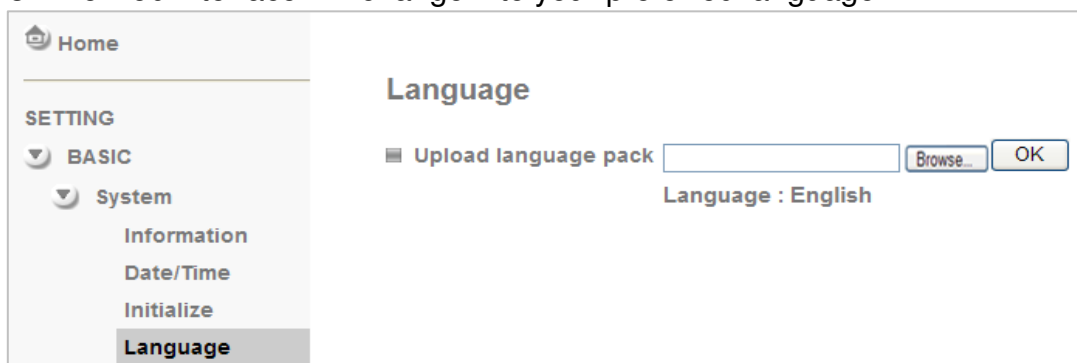 Home
SETTING
BASIC
System
Information
Date/Time
Initialize
Language
Language
Upload language pack Browse... OK
Language : English